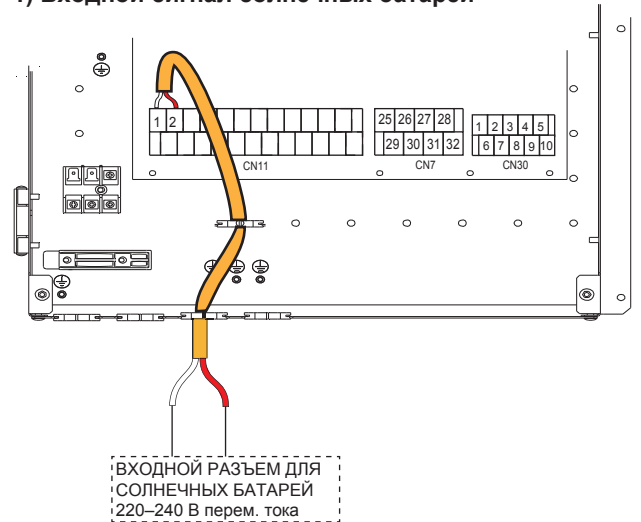 1) Входной сигнал солнечных батарей
1 2
25 26 27 28
29 30 31 32
1 2 3 4 5
6 7 8 9 10
CN11
CN7
CN30
ВХОДНОЙ РАЗЪЕМ ДЛЯ
СОЛНЕЧНЫХ БАТАРЕЙ
220–240 В перем. тока